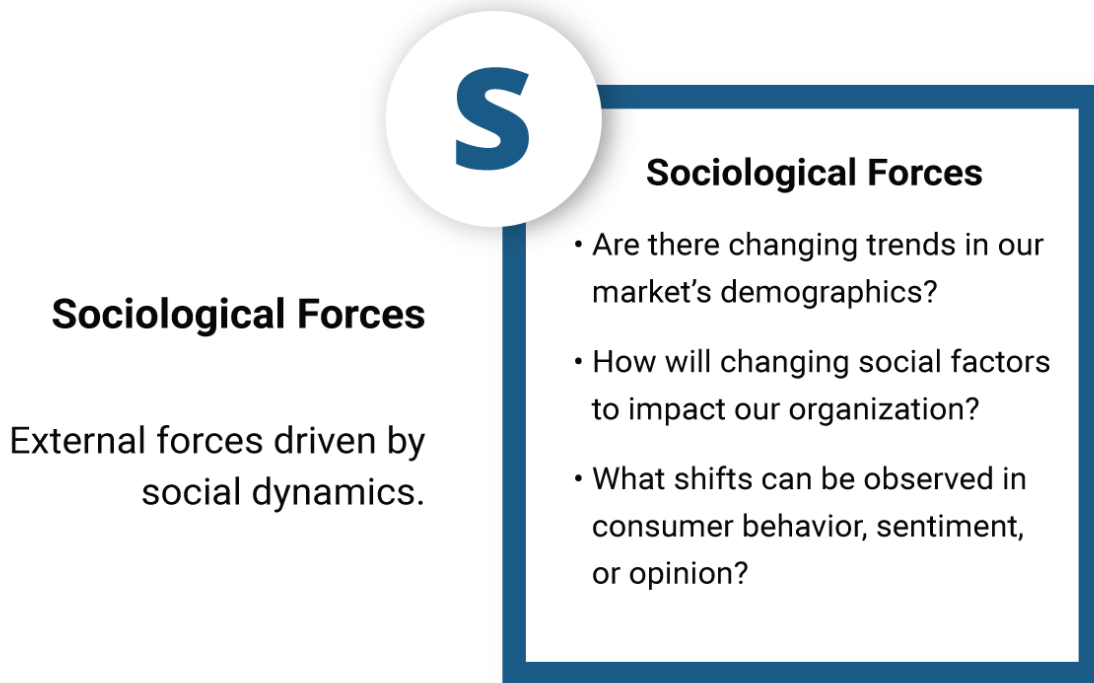 S
Sociological Forces
External forces driven by
social dynamics.
Sociological Forces
• Are there changing trends in our
market’s demographics?
• How will changing social factors
to impact our organization?
• What shifts can be observed in
consumer behavior, sentiment,
or opinion?